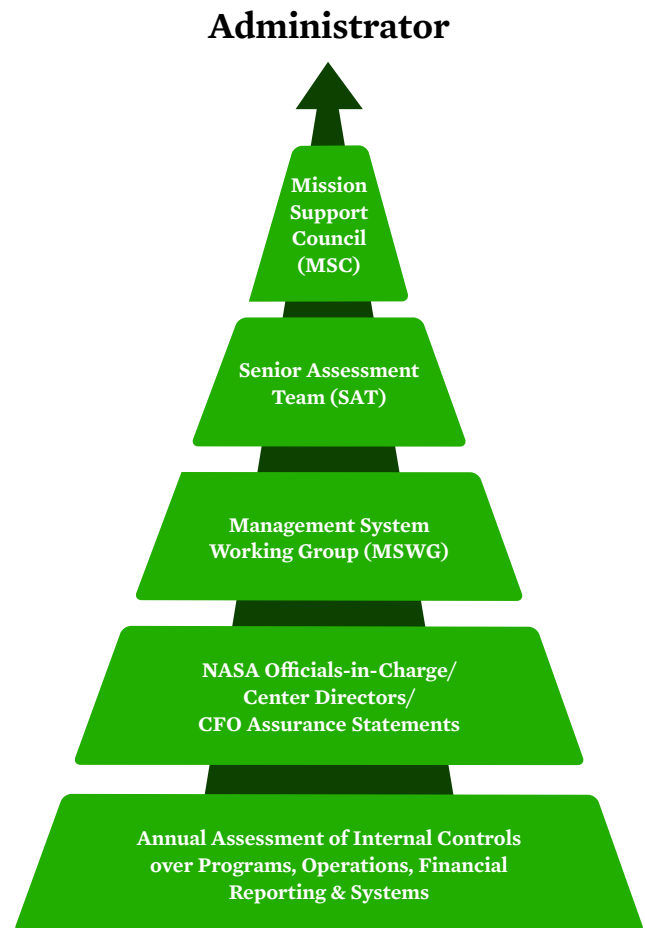 Administrator
Mission
Support
Council
(MSC)
Senior Assessment
Team (SAT)
Management System
Working Group (MSWG)
NASA Officials-in-Charge/
Center Directors/
CFO Assurance Statements
Annual Assessment of Internal Controls
over Programs, Operations, Financial
Reporting & Systems